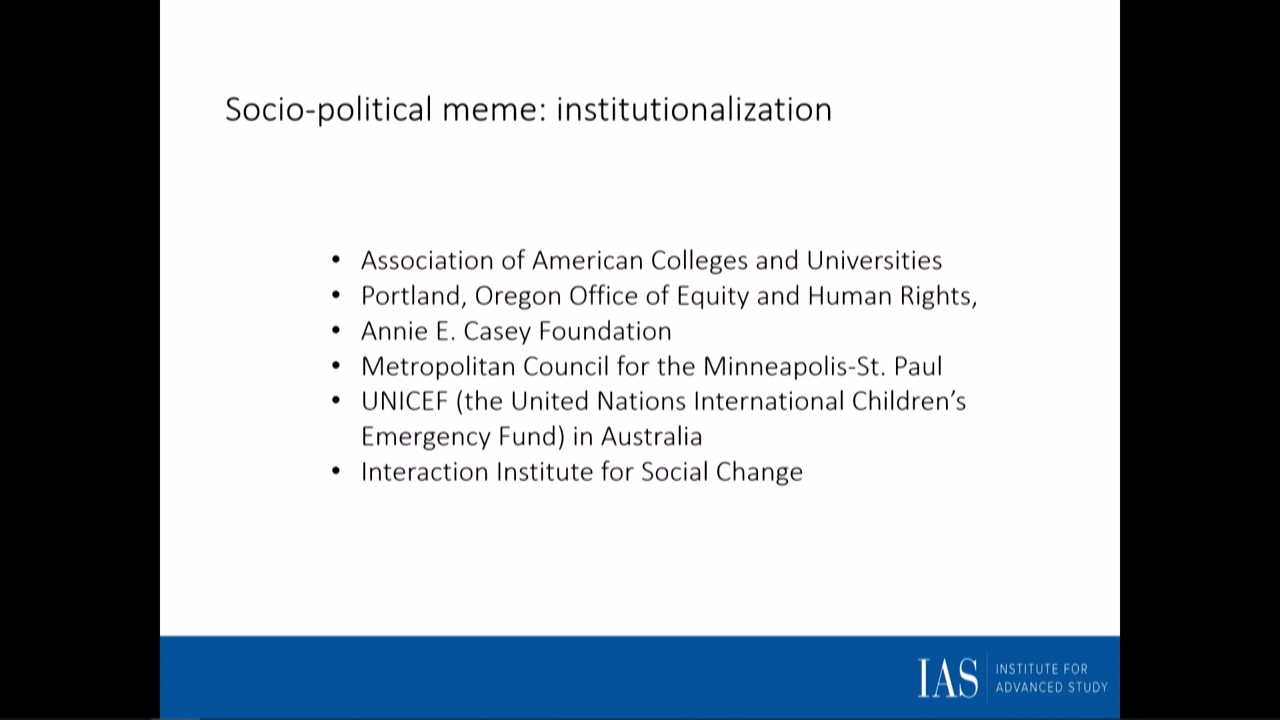 Socio-political meme: institutionalization
• Association of American Colleges and Universities
• Portland, Oregon Office of Equity and Human Rights,
• Annie E. Casey Foundation
• Metropolitan Council for the Minneapolis-St. Paul
• UNICEF (the United Nations International Children’s
Emergency Fund) in Australia
• Interaction Institute for Social Change
IAS
INSTITUTE FOR
ADVANCED STUDY